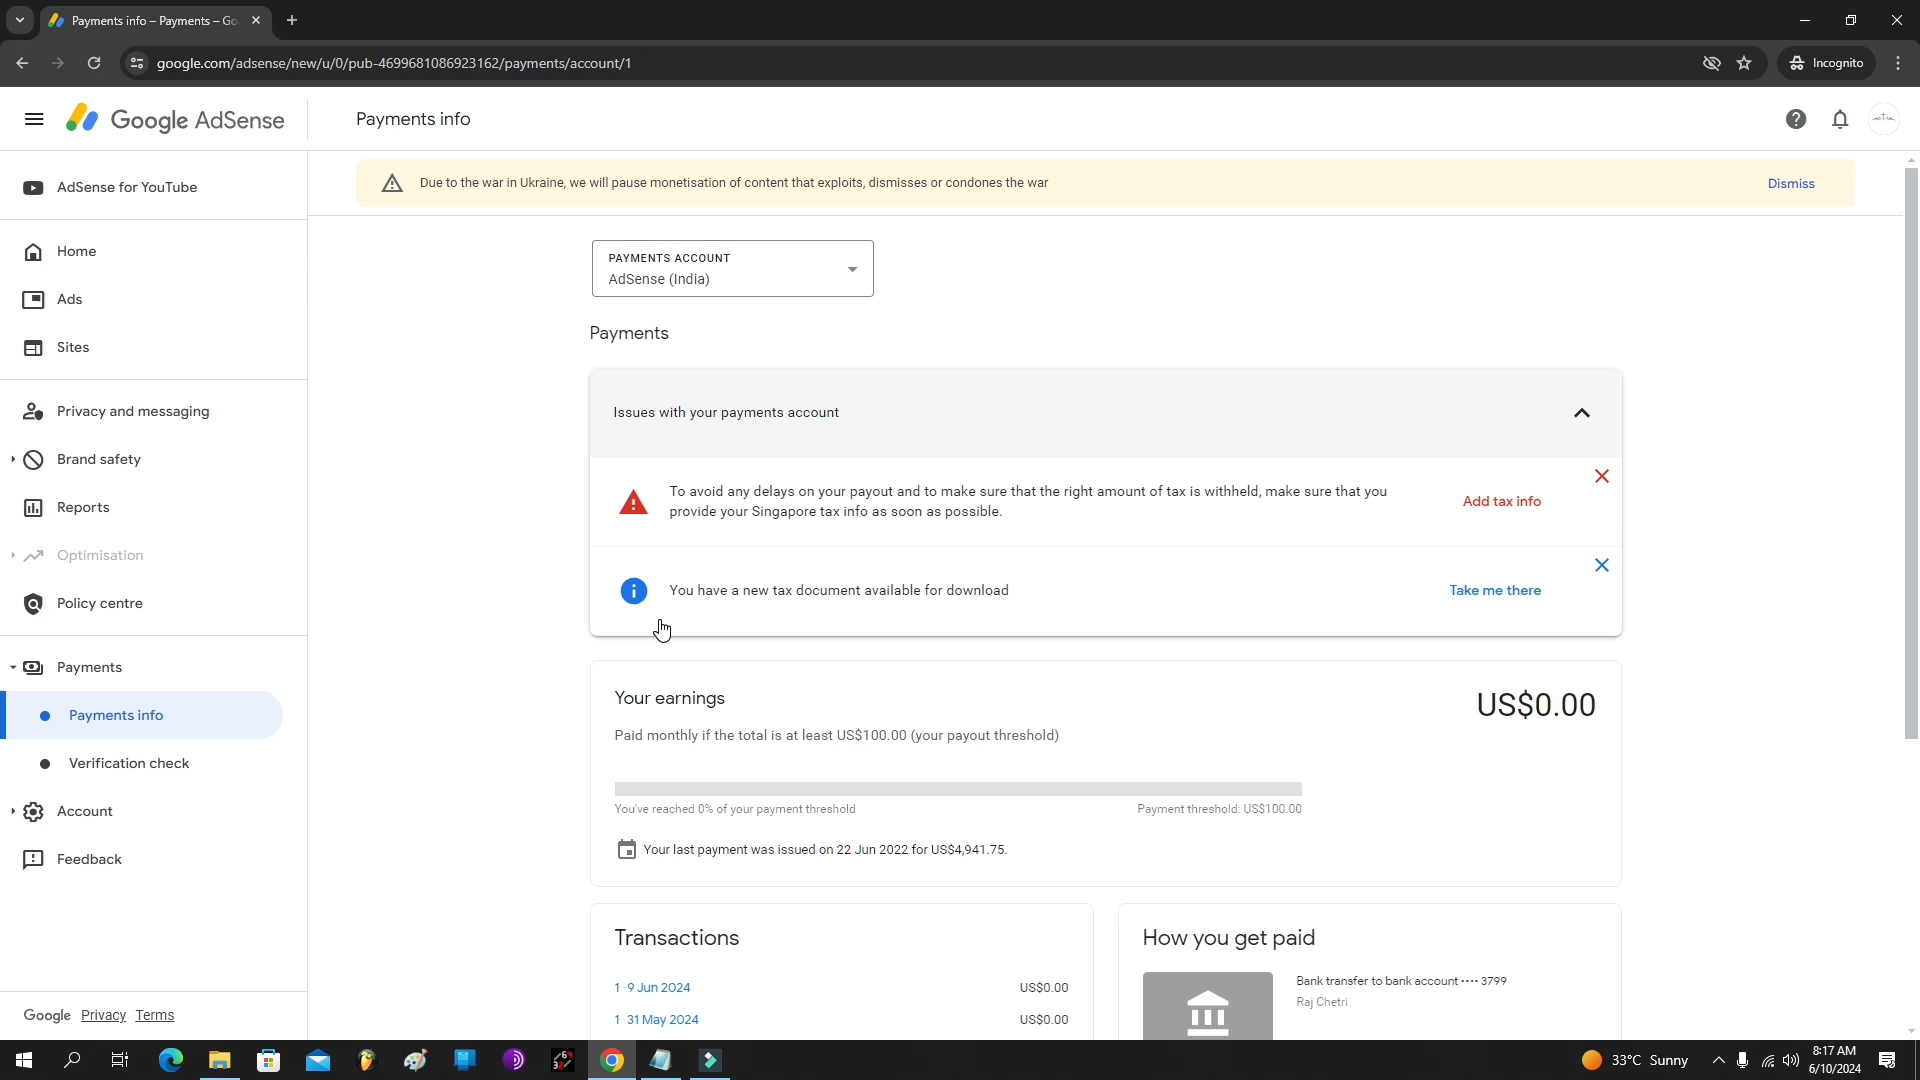 Payments info – Payments – Go
google.com/adsense/new/u/0/pub-4699681086923162/payments/account/1
Incognito
Google AdSense
Payments info
AdSense for YouTube
Home
Ads
Sites
Privacy and messaging
Brand safety
Reports
Optimisation
Policy centre
Payments
Payments info
Verification check
Account
Feedback
Google Privacy Terms
Due to the war in Ukraine, we will pause monetisation of content that exploits, dismisses or condones the war
Dismiss
PAYMENTS ACCOUNT
AdSense (India)
Payments
Issues with your payments account
To avoid any delays on your payout and to make sure that the right amount of tax is withheld, make sure that you
provide your Singapore tax info as soon as possible.
Add tax info
You have a new tax document available for download
Take me there
Your earnings
US$0.00
Paid monthly if the total is at least US$100.00 (your payout threshold)
You've reached 0% of your payment threshold
Payment threshold: US$100.00
Your last payment was issued on 22 Jun 2022 for US$4,941.75.
Transactions
1 9 Jun 2024 US$0.00
1 31 May 2024 US$0.00
How you get paid
Bank transfer to bank account •••• 3799
Raj Chetri
33°C Sunny
8:17 AM
6/10/2024